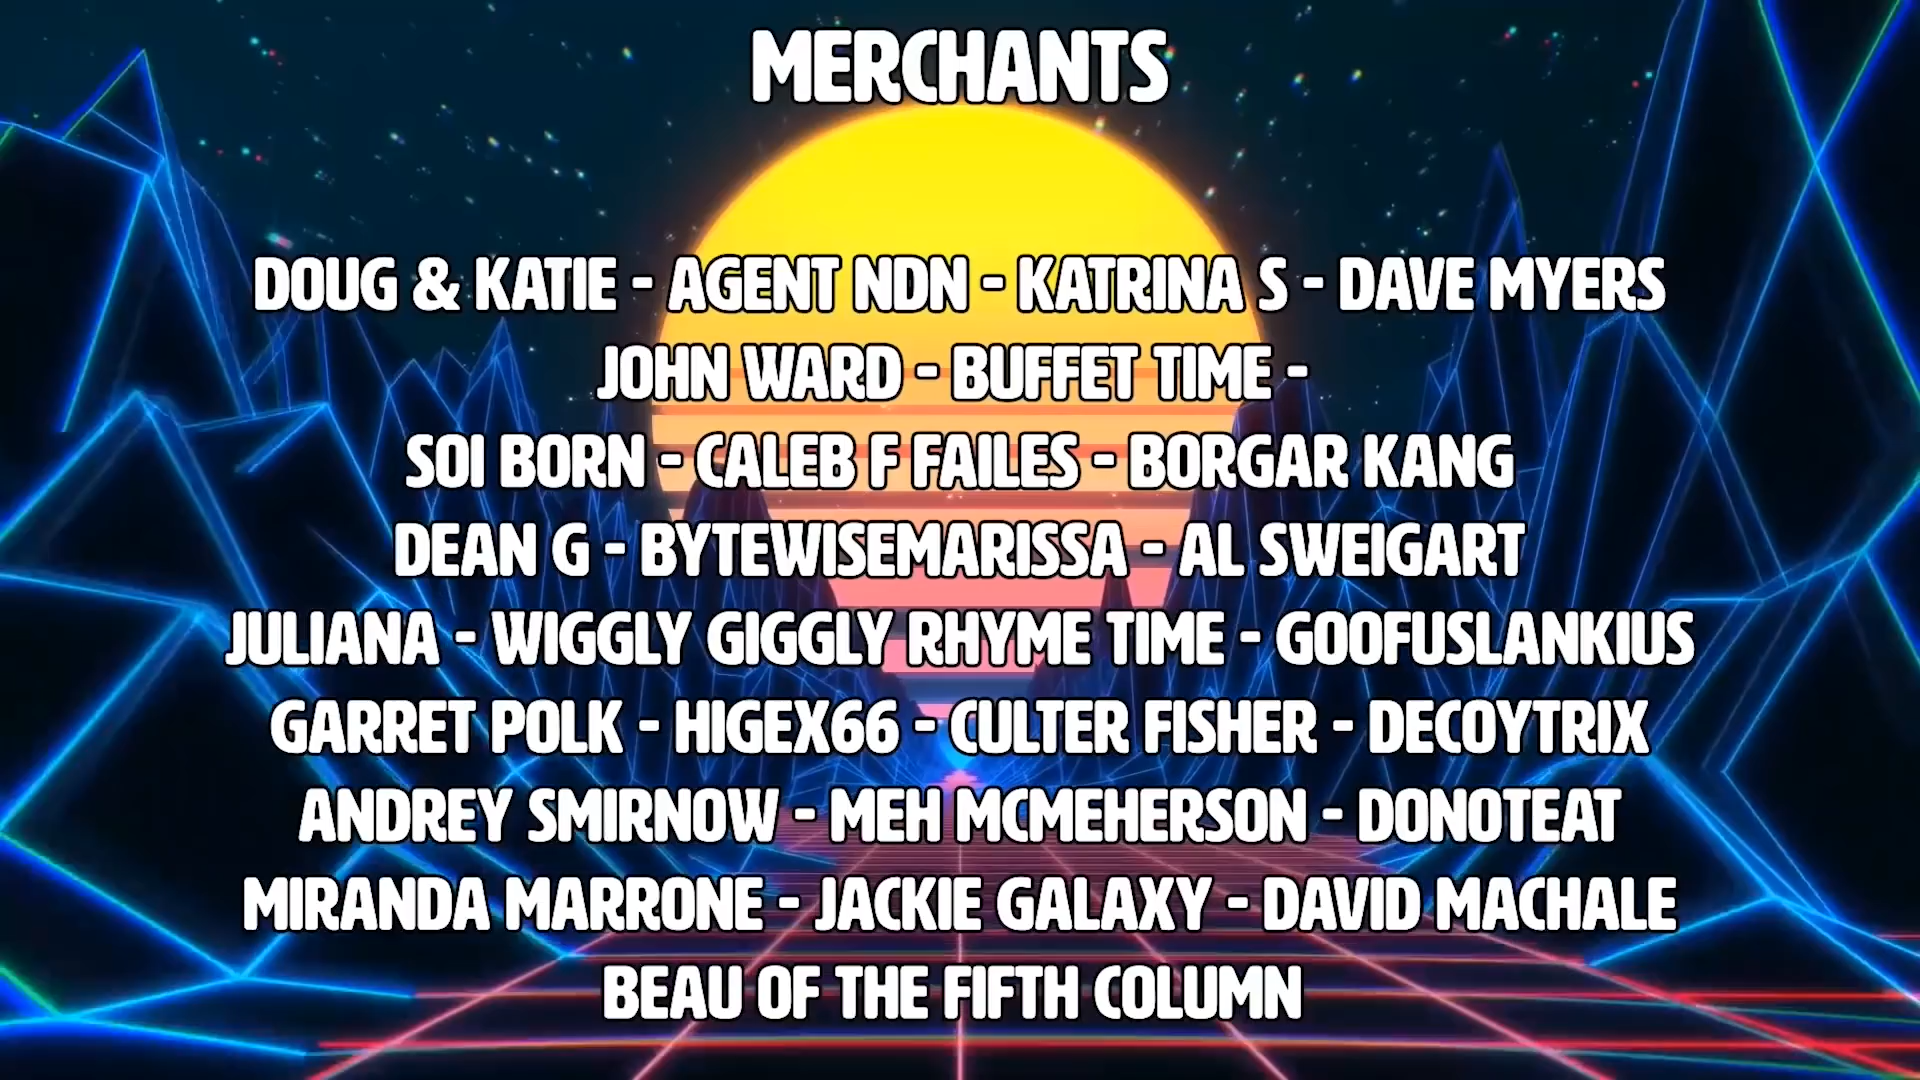 MERCHANTS
DOUG & KATIE - AGENT NDN - KATRINA S - DAVE MYERS
JOHN WARD - BUFFET TIME -
SOI BORN - CALEB F FAILES - BORGAR KANG
DEAN G - BYTEWISEMARISSA - AL SWEIGART
JULIANA - WIGGLY GIGGLY RHYME TIME - GOOFUSLANKIUS
GARRET POLK - HIGEX66 - CULTER FISHER - DECOYTRIX
ANDREY SMIRNOW - MEH MCMEHERSON - DONOTEAT
MIRANDA MARRONE - JACKIE GALAXY - DAVID MACHALE
BEAU OF THE FIFTH COLUMN